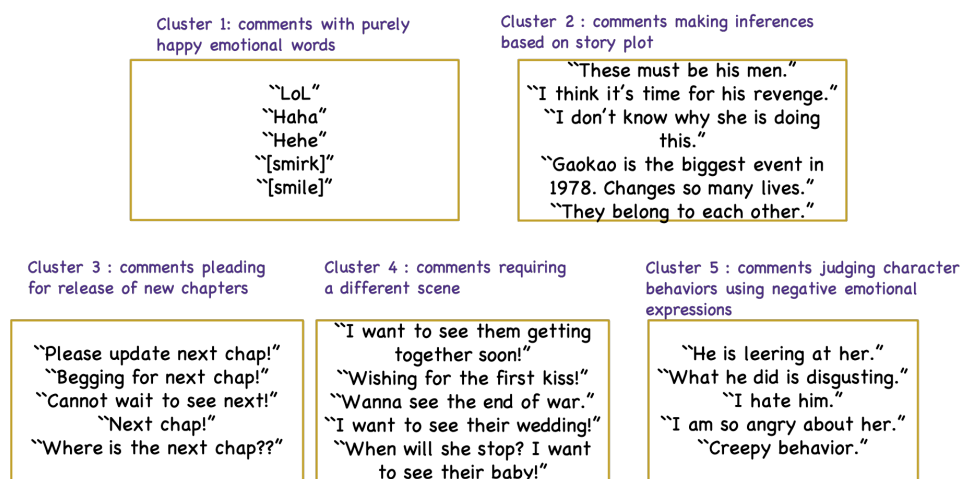 Cluster 1: comments with purely
happy emotional words
``LoL”
``Haha”
``Hehe”
``[smirk]”
``[smile]”
Cluster 2 : comments making inferences
based on story plot
``These must be his men.”
``I think it’s time for his revenge.”
``I don’t know why she is doing
this.”
``Gaokao is the biggest event in
1978. Changes so many lives.”
``They belong to each other.”
Cluster 3 : comments pleading
for release of new chapters
``Please update next chap!”
``Begging for next chap!”
``Cannot wait to see next!”
``Next chap!”
``Where is the next chap??”
Cluster 4 : comments requiring
a different scene
``I want to see them getting
together soon!”
``Wishing for the first kiss!”
``Wanna see the end of war.”
``I want to see their wedding!”
``When will she stop? I want
to see their baby!”
Cluster 5 : comments judging character
behaviors using negative emotional
expressions
``He is leering at her.”
``What he did is disgusting.”
``I hate him.”
``I am so angry about her.”
``Creepy behavior.”